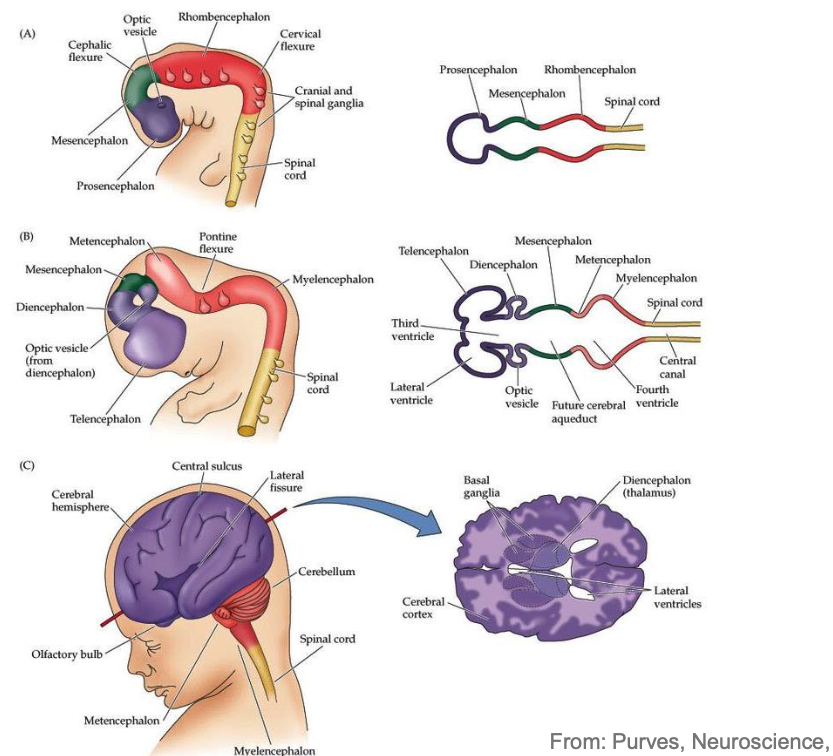 (A)
Optic
vesicle
Rhombencephalon
Cephalic
flexure
Cervical
flexure
Cranial and
spinal ganglia
Mesencephalon
Prosencephalon
Spinal
cord
Prosencephalon
Rhombencephalon
Mesencephalon
Spinal cord
(B)
Metencephalon
Pontine
flexure
Mesencephalon
Myelencephalon
Diencephalon
Optic vesicle
(from
diencephalon)
Spinal
cord
Telencephalon
Mesencephalon
Telencephalon
Diencephalon
Metencephalon
Myelencephalon
Spinal cord
Third
ventricle
Central
canal
Lateral
ventricle
Optic
vesicle
Future cerebral
aqueduct
Fourth
ventricle
(C)
Central sulcus
Lateral
fissure
Cerebral
hemisphere
Cerebellum
Spinal cord
Olfactory bulb
Metencephalon
Myelencephalon
Basal
ganglia
Diencephalon
(thalamus)
Cerebral
cortex
Lateral
ventricles
From: Purves, Neuroscience,